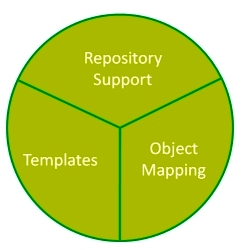 Repository
Support
Templates
Object
Mapping